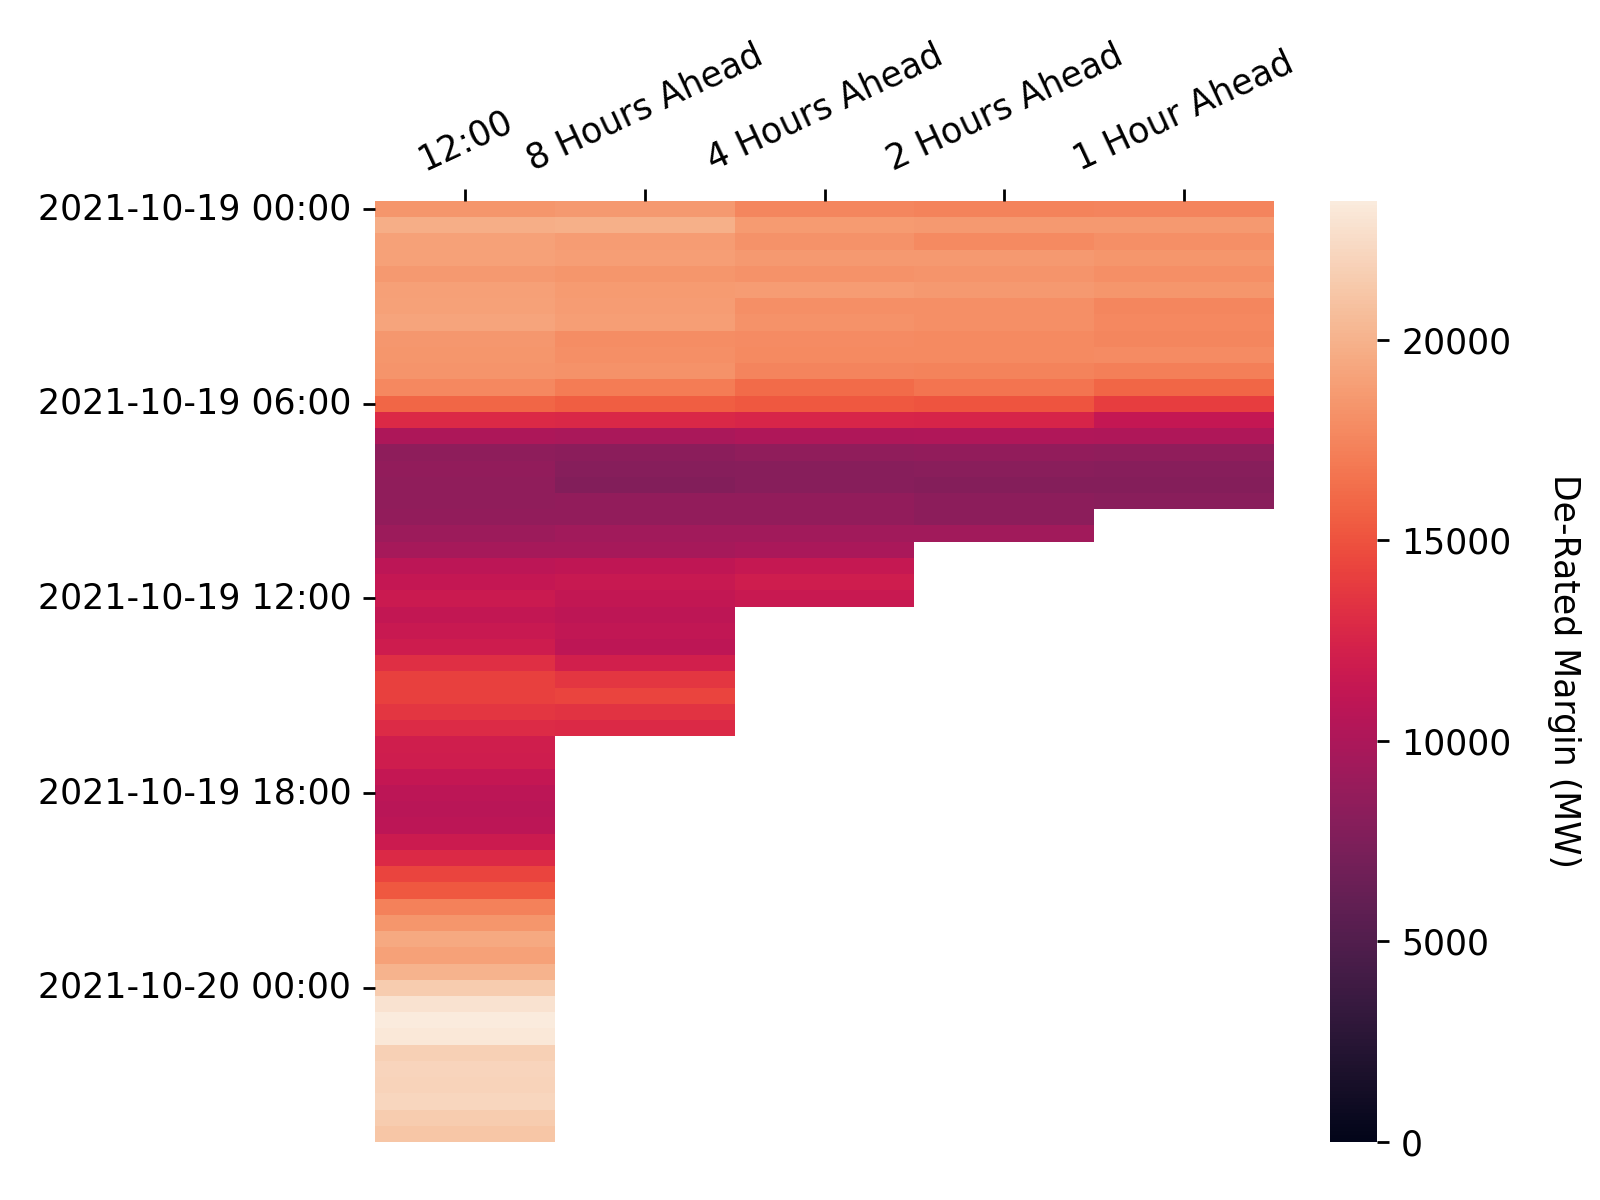 12:00
8 Hours Ahead
4 Hours Ahead
2 Hours Ahead
1 Hour Ahead
2021-10-19 00:00
2021-10-19 06:00
2021-10-19 12:00
2021-10-19 18:00
2021-10-20 00:00
20000
15000
10000
5000
0
De-Rated Margin (MW)